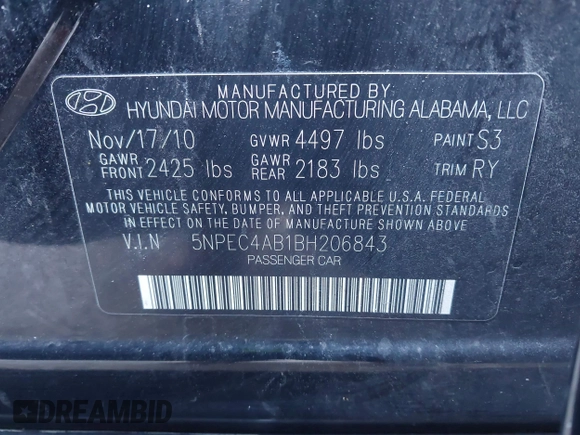 MANUFACTURED BY:
HYUNDAI MOTOR MANUFACTURING ALABAMA, LLC
Nov/17/10 GVWR 4497 lbs PAINT S3
GAWR FRONT 2425 lbs GAWR REAR 2183 lbs TRIM RY
THIS VEHICLE CONFORMS TO ALL APPLICABLE U.S.A. FEDERAL
MOTOR VEHICLE SAFETY, BUMPER, AND THEFT PREVENTION STANDARDS
IN EFFECT ON THE DATE OF MANUFACTURE SHOWN ABOVE.
V.I.N 5NPEC4AB1BH206843
PASSENGER CAR
DREAMBID